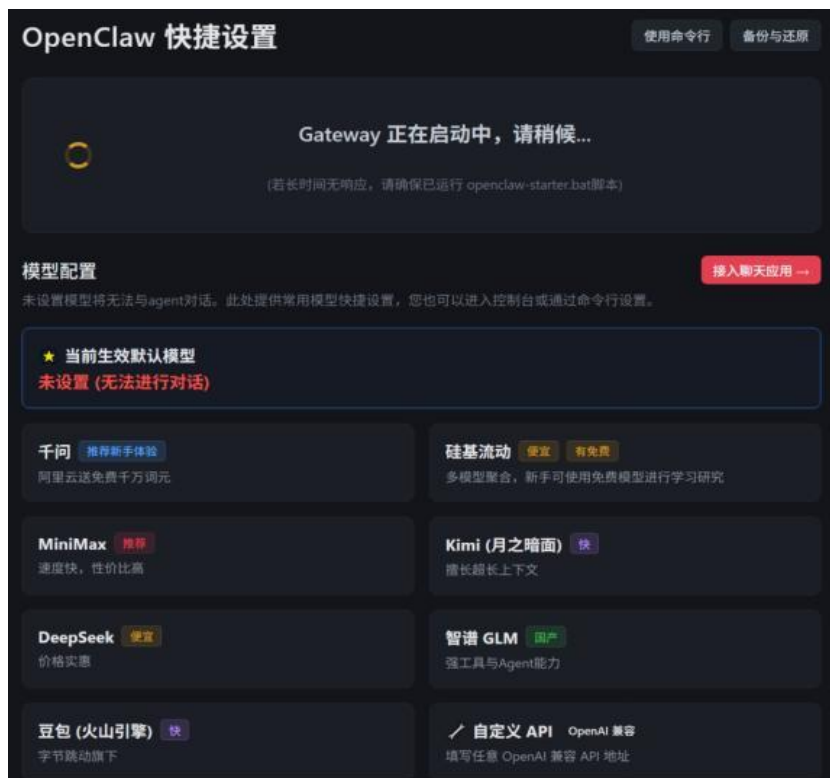 OpenClaw 快捷设置
使用命令行
备份与还原
Gateway 正在启动中，请稍候...
(若长时间无响应，请确保已运行 openclaw-starter.bat脚本)
模型配置
接入聊天应用 →
未设置模型将无法与agent对话。此处提供常用模型快捷设置，您也可以进入控制台或通过命令行设置。
★ 当前生效默认模型
未设置 (无法进行对话)
千问 推荐新手体验
阿里云送免费千万词元
硅基流动 便宜 有免费
多模型聚合，新手可使用免费模型进行学习研究
MiniMax 推荐
速度快，性价比高
Kimi (月之暗面) 快
擅长超长上下文
DeepSeek 便宜
价格实惠
智谱 GLM 国产
强工具与Agent能力
豆包 (火山引擎) 快
字节跳动旗下
自定义 API OpenAI 兼容
填写任意 OpenAI 兼容 API 地址